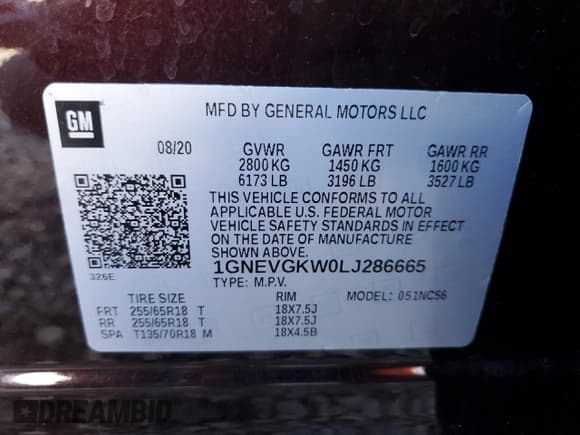 GM
MFD BY GENERAL MOTORS LLC
08/20 GVWR GAWR FRT GAWR RR
2800 KG 1450 KG 1600 KG
6173 LB 3196 LB 3527 LB
THIS VEHICLE CONFORMS TO ALL
APPLICABLE U.S. FEDERAL MOTOR
VEHICLE SAFETY STANDARDS IN EFFECT
ON THE DATE OF MANUFACTURE
SHOWN ABOVE.
326E 1GNEVGKW0LJ286665
TYPE: M.P.V. MODEL: 051NC56
TIRE SIZE RIM
FRT 255/65R18 T 18X7.5J
RR 255/65R18 T 18X7.5J
SPA T135/70R18 M 18X4.5B
DREAMBID